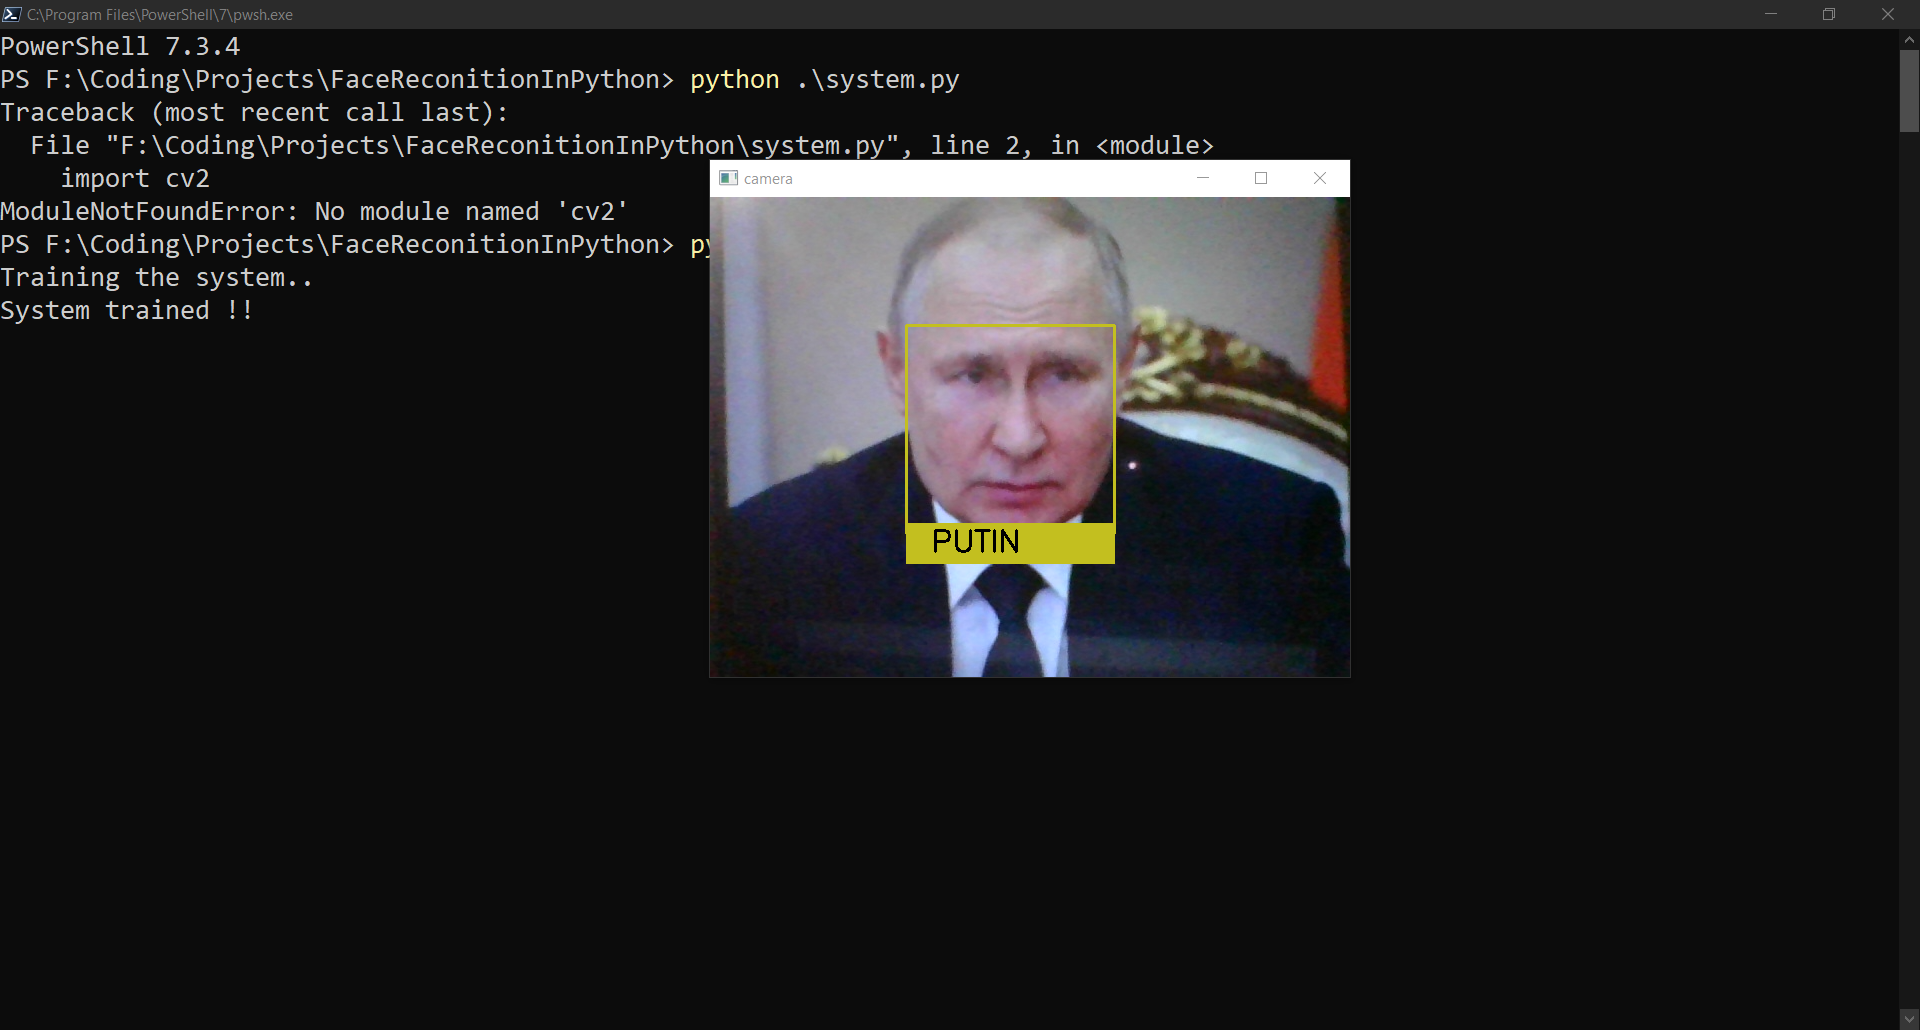 C:\Program Files\PowerShell\7\pwsh.exe
PowerShell 7.3.4
PS F:\Coding\Projects\FaceReconitionInPython> python .\system.py
Traceback (most recent call last):
  File "F:\Coding\Projects\FaceReconitionInPython\system.py", line 2, in <module>
    import cv2
ModuleNotFoundError: No module named 'cv2'
PS F:\Coding\Projects\FaceReconitionInPython> py
Training the system..
System trained !!
camera
PUTIN